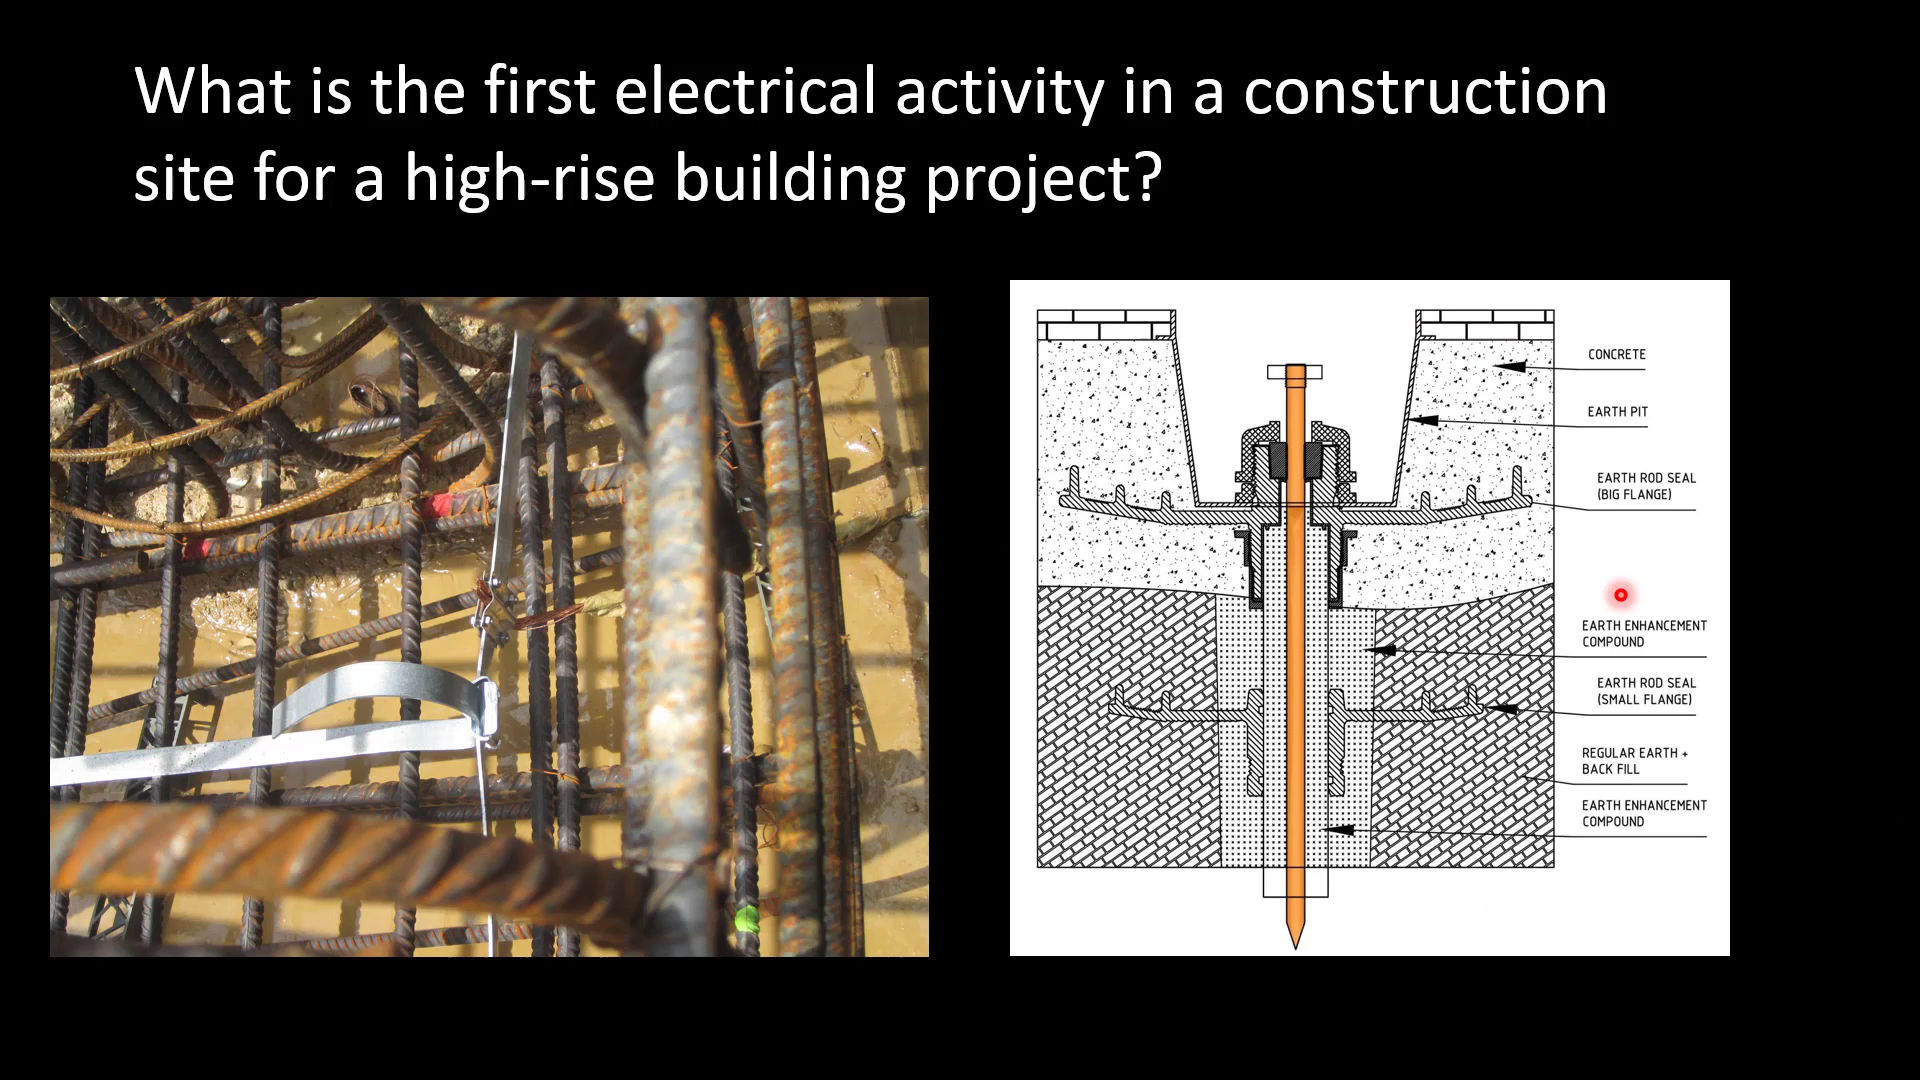 What is the first electrical activity in a construction
site for a high-rise building project?
CONCRETE
EARTH PIT
EARTH ROD SEAL
(BIG FLANGE)
EARTH ENHANCEMENT
COMPOUND
EARTH ROD SEAL
(SMALL FLANGE)
REGULAR EARTH +
BACK FILL
EARTH ENHANCEMENT
COMPOUND